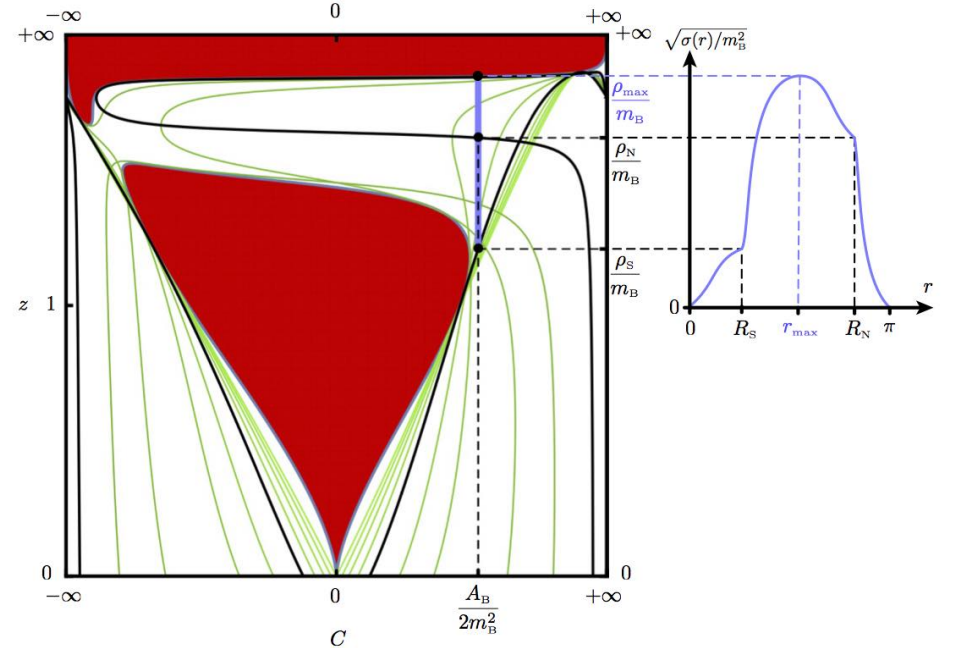 −∞ 0 +∞
+∞ +∞
√σ(r)/m_B^2
ρ_max/m_B
ρ_N/m_B
ρ_S/m_B
z 1
0 r
0 R_S r_max R_N π
0 0
−∞ 0 A_B/2m_B^2 +∞
C